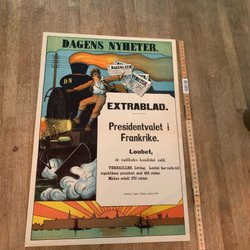 DAGENS NYHETER.
D N
EXTRABLAD.
Presidentvalet i
Frankrike.
Loubet,
de radikales kandidat vald.
VERSAILLES, Lördag. Loubet har valts till
republikens president med 483 röster.
Méline erhöll 270 röster.